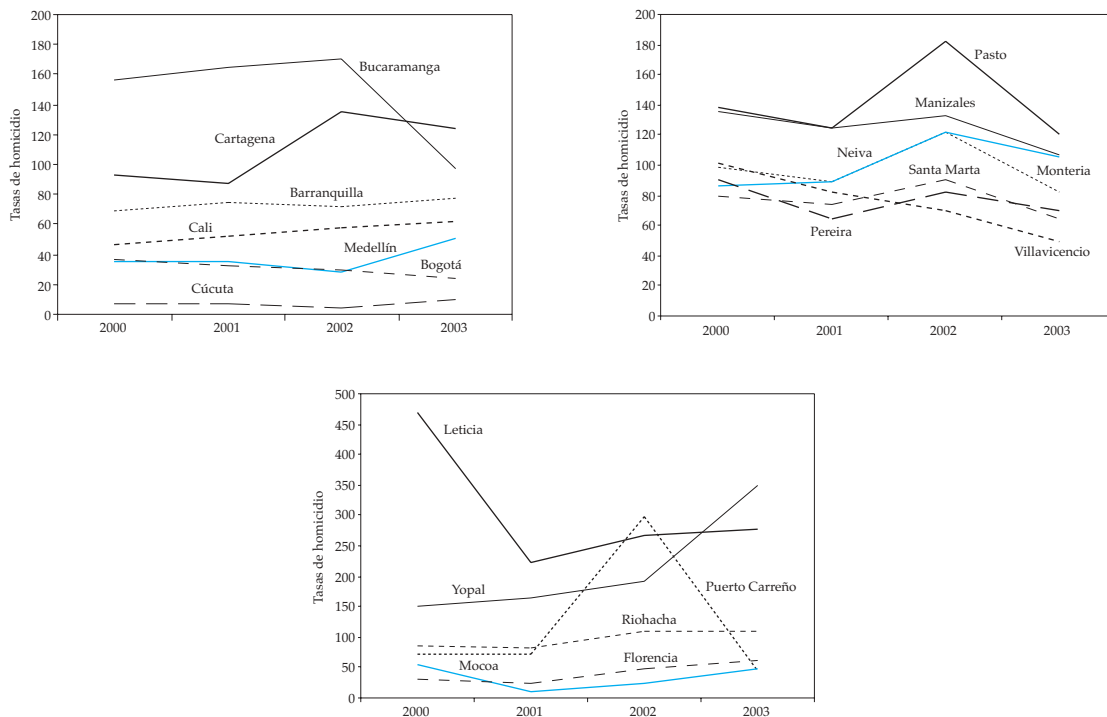 200
180
160
140
120
100
80
60
40
20
0
Tasas de homicidio
Bucaramanga
Cartagena
Barranquilla
Cali
Medellín
Bogotá
Cúcuta
2000 2001 2002 2003
200
180
160
140
120
100
80
60
40
20
0
Tasas de homicidio
Pasto
Manizales
Neiva
Santa Marta
Monteria
Pereira
Villavicencio
2000 2001 2002 2003
500
450
400
350
300
250
200
150
100
50
0
Tasas de homicidio
Leticia
Yopal
Puerto Carreño
Riohacha
Mocoa
Florencia
2000 2001 2002 2003